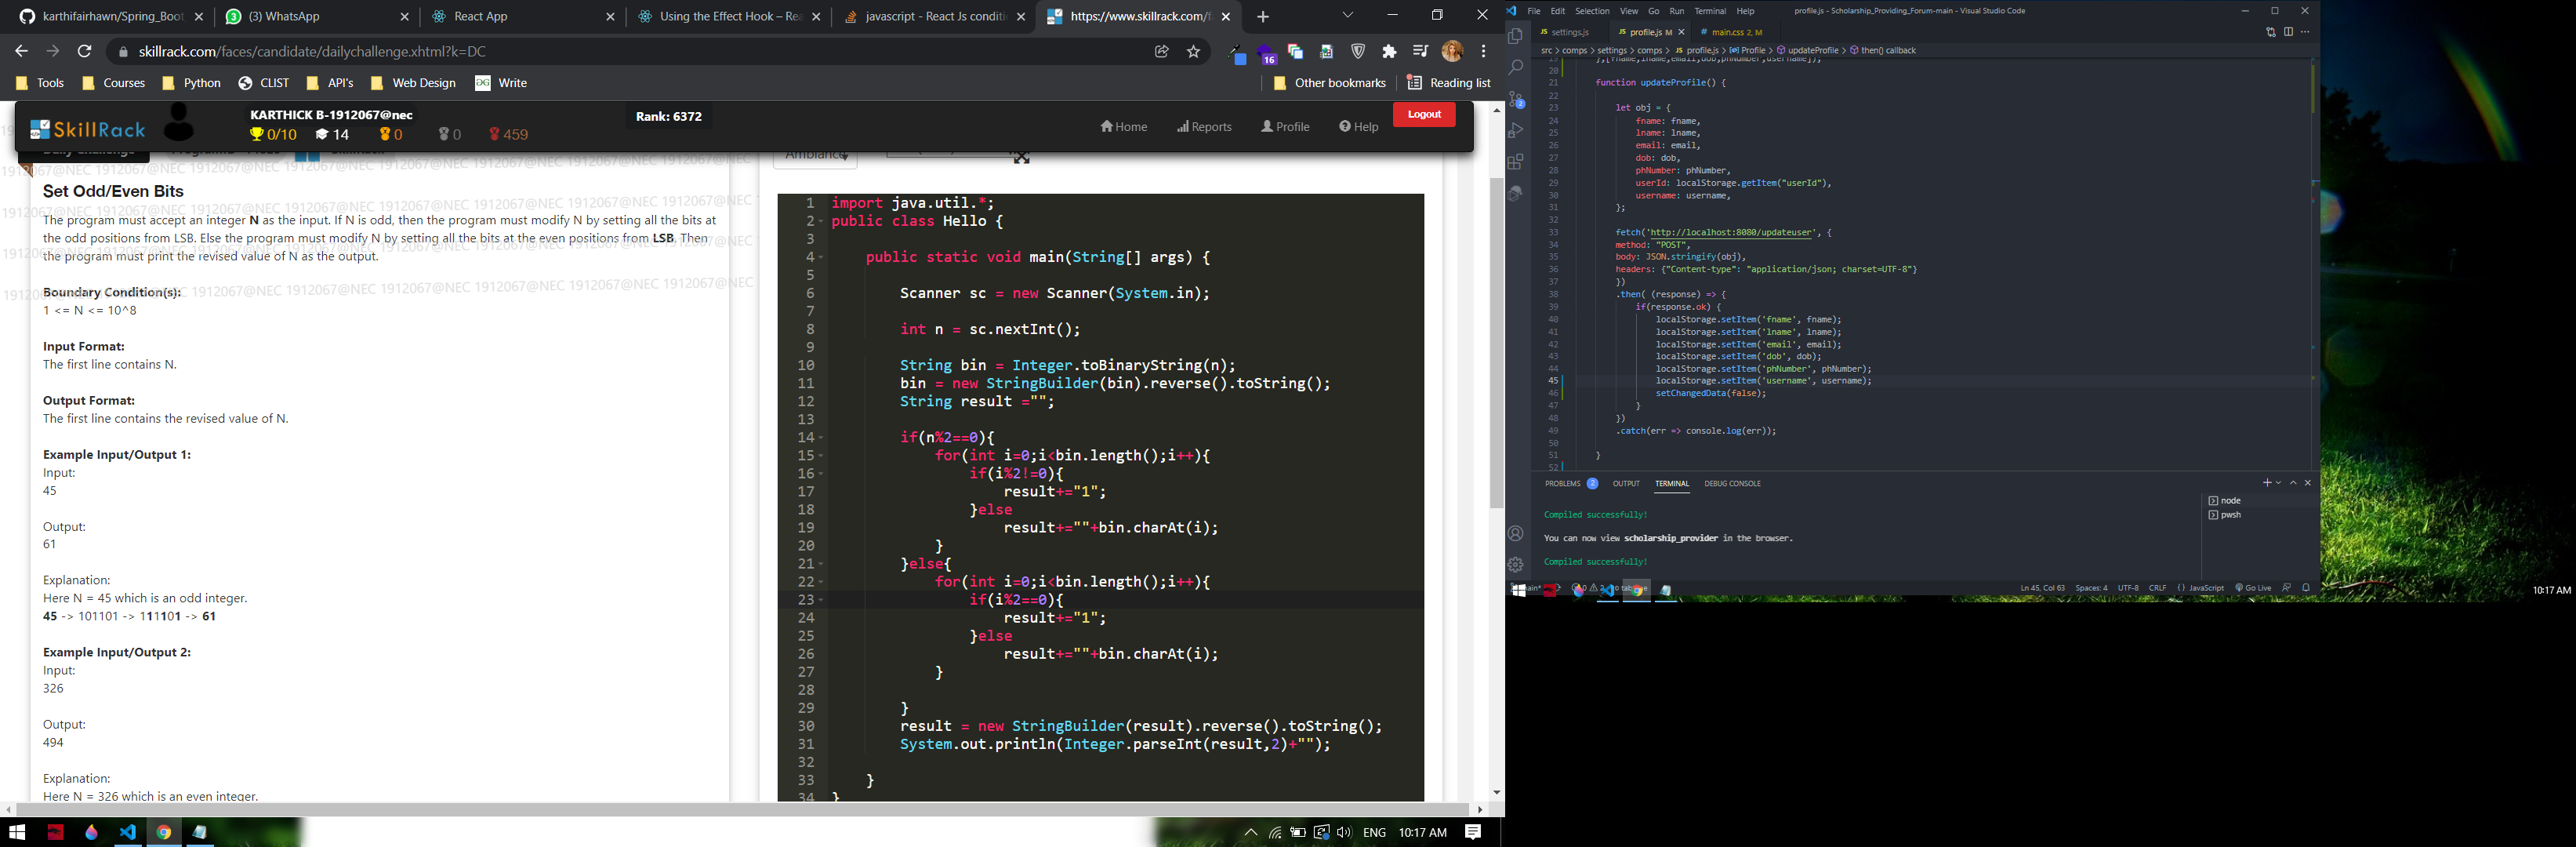 karthifairhawn/Spring_Boot
(3) WhatsApp
React App
Using the Effect Hook – Rea
javascript - React Js conditi
https://www.skillrack.com/f
skillrack.com/faces/candidate/dailychallenge.xhtml?k=DC
16
Tools
Courses
Python
CLIST
API's
Web Design
Write
Other bookmarks
Reading list
SkillRack
KARTHICK B-1912067@nec
0/10
14
0
0
459
Rank: 6372
Home
Reports
Profile
Help
Logout
Ambiance
1912067@NEC 1912067@NEC 1912067@NEC 1912067@NEC 1912067@NEC 1912067@NEC
Set Odd/Even Bits
The program must accept an integer N as the input. If N is odd, then the program must modify N by setting all the bits at
the odd positions from LSB. Else the program must modify N by setting all the bits at the even positions from LSB. Then
the program must print the revised value of N as the output.
Boundary Condition(s):
1 <= N <= 10^8
Input Format:
The first line contains N.
Output Format:
The first line contains the revised value of N.
Example Input/Output 1:
Input:
45
Output:
61
Explanation:
Here N = 45 which is an odd integer.
45 -> 101101 -> 111101 -> 61
Example Input/Output 2:
Input:
326
Output:
494
Explanation:
Here N = 326 which is an even integer.
1 import java.util.*;
2 public class Hello {
3
4 public static void main(String[] args) {
5
6 Scanner sc = new Scanner(System.in);
7
8 int n = sc.nextInt();
9
10 String bin = Integer.toBinaryString(n);
11 bin = new StringBuilder(bin).reverse().toString();
12 String result ="";
13
14 if(n%2==0){
15 for(int i=0;i<bin.length();i++){
16 if(i%2!=0){
17 result+="1";
18 }else
19 result+=""+bin.charAt(i);
20 }
21 }else{
22 for(int i=0;i<bin.length();i++){
23 if(i%2==0){
24 result+="1";
25 }else
26 result+=""+bin.charAt(i);
27 }
28
29 }
30 result = new StringBuilder(result).reverse().toString();
31 System.out.println(Integer.parseInt(result,2)+"");
32
33 }
34 }
ENG
10:17 AM
File Edit Selection View Go Run Terminal Help
profile.js - Scholarship_Providing_Forum-main - Visual Studio Code
settings.js
profile.js M
main.css 2, M
src > comps > settings > comps > profile.js > Profile > updateProfile > then() callback
19 },[fname,lname,email,dob,phNumber,username]);
20
21 function updateProfile() {
22
23 let obj = {
24 fname: fname,
25 lname: lname,
26 email: email,
27 dob: dob,
28 phNumber: phNumber,
29 userId: localStorage.getItem("userId"),
30 username: username,
31 };
32
33 fetch('http://localhost:8080/updateuser', {
34 method: "POST",
35 body: JSON.stringify(obj),
36 headers: {"Content-type": "application/json; charset=UTF-8"}
37 })
38 .then( (response) => {
39 if(response.ok) {
40 localStorage.setItem('fname', fname);
41 localStorage.setItem('lname', lname);
42 localStorage.setItem('email', email);
43 localStorage.setItem('dob', dob);
44 localStorage.setItem('phNumber', phNumber);
45 localStorage.setItem('username', username);
46 setChangedData(false);
47 }
48 })
49 .catch(err => console.log(err));
50
51 }
52
PROBLEMS 2 OUTPUT TERMINAL DEBUG CONSOLE
node
pwsh
Compiled successfully!
You can now view scholarship_provider in the browser.
Compiled successfully!
Ln 45, Col 63 Spaces: 4 UTF-8 CRLF {} JavaScript Go Live
10:17 AM